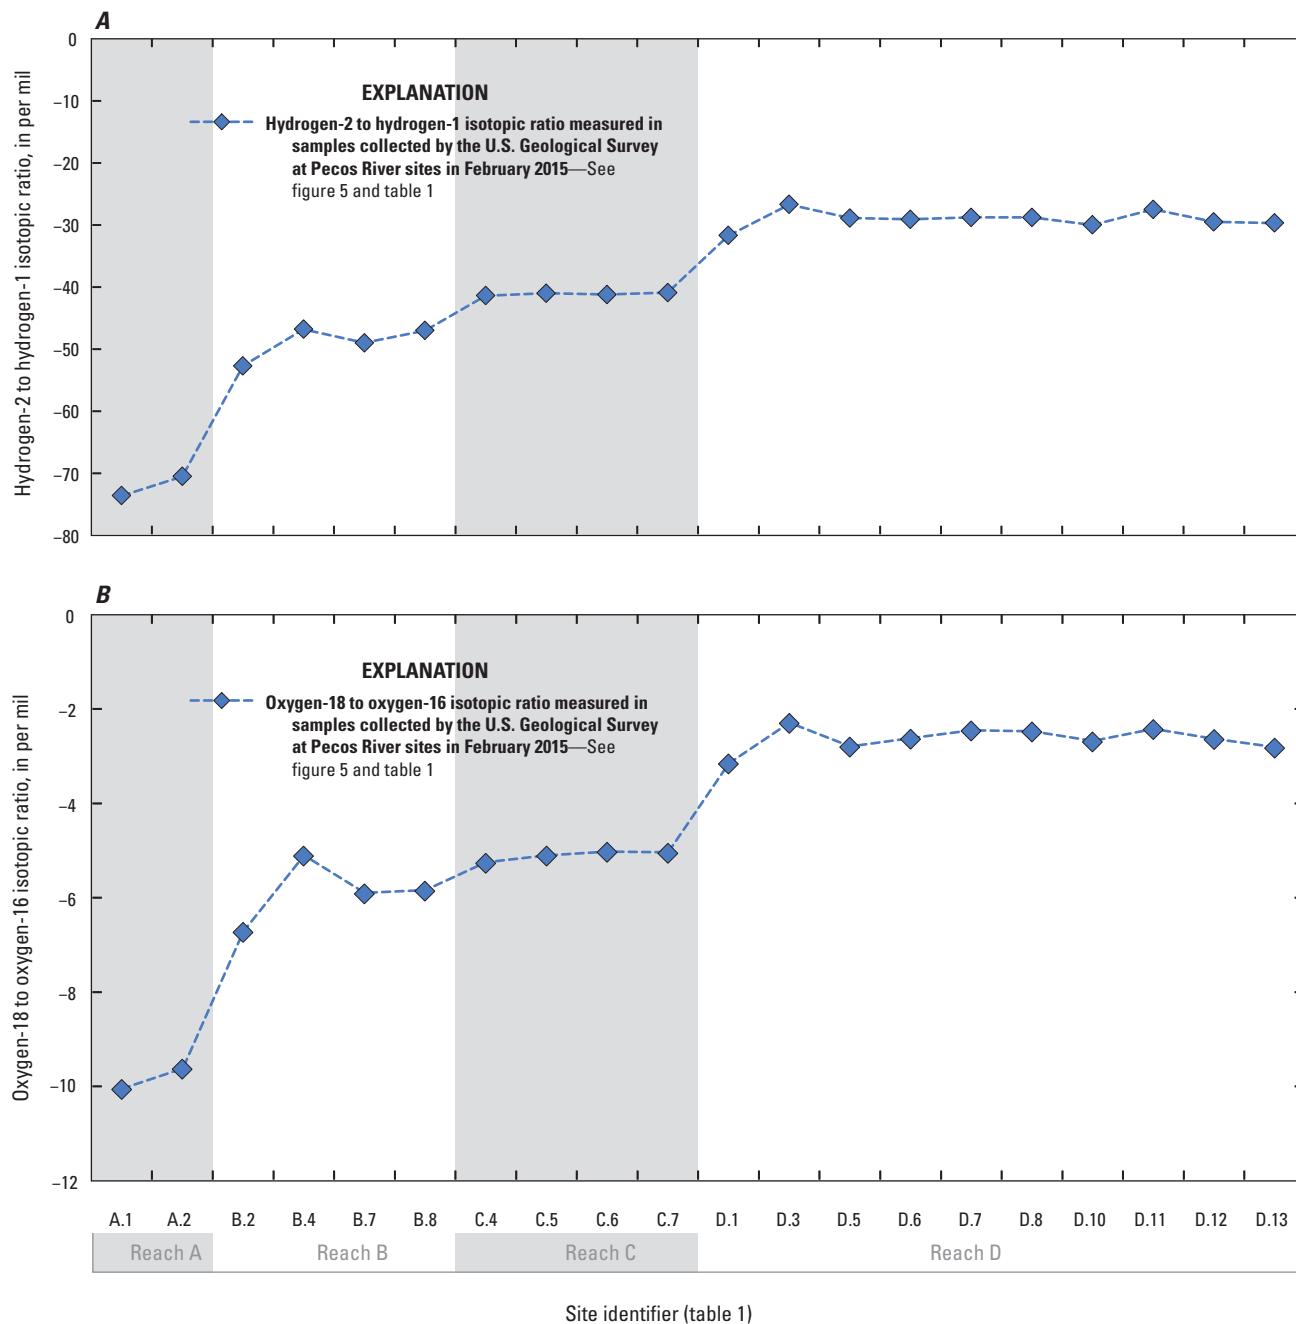 A
0
−10
−20
−30
−40
−50
−60
−70
−80
Hydrogen-2 to hydrogen-1 isotopic ratio, in per mil
EXPLANATION
Hydrogen-2 to hydrogen-1 isotopic ratio measured in
samples collected by the U.S. Geological Survey
at Pecos River sites in February 2015—See
figure 5 and table 1
B
0
−2
−4
−6
−8
−10
−12
Oxygen-18 to oxygen-16 isotopic ratio, in per mil
EXPLANATION
Oxygen-18 to oxygen-16 isotopic ratio measured in
samples collected by the U.S. Geological Survey
at Pecos River sites in February 2015—See
figure 5 and table 1
A.1 A.2 B.2 B.4 B.7 B.8 C.4 C.5 C.6 C.7 D.1 D.3 D.5 D.6 D.7 D.8 D.10 D.11 D.12 D.13
Reach A Reach B Reach C Reach D
Site identifier (table 1)